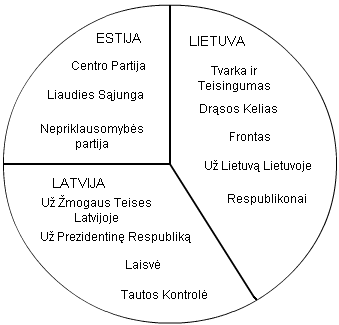 ESTIJA
Centro Partija
Liaudies Sąjunga
Nepriklausomybės
partija
LIETUVA
Tvarka ir
Teisingumas
Drąsos Kelias
Frontas
Už Lietuvą Lietuvoje
Respublikonai
LATVIJA
Už Žmogaus Teises
Latvijoje
Už Prezidentinę Respubliką
Laisvė
Tautos Kontrolė